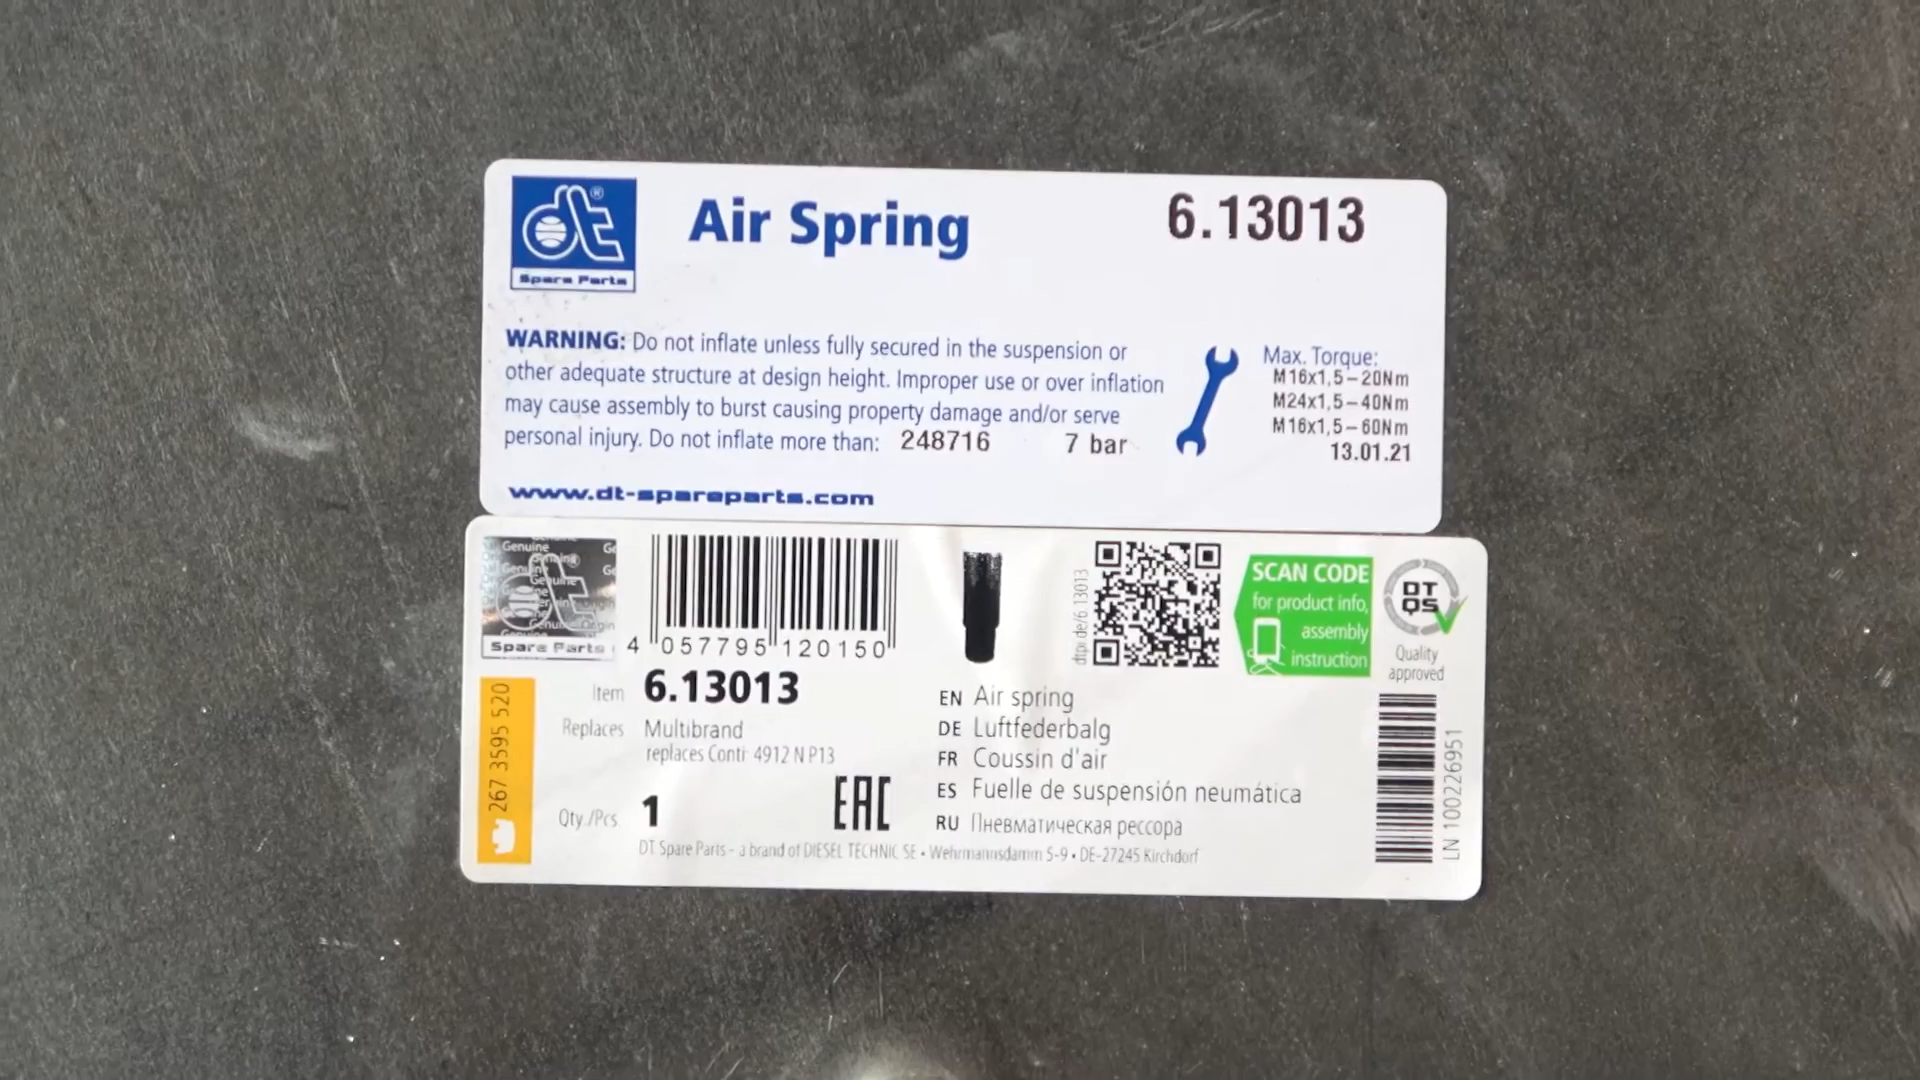 dt®
Spare Parts
Air Spring
6.13013
WARNING: Do not inflate unless fully secured in the suspension or
other adequate structure at design height. Improper use or over inflation
may cause assembly to burst causing property damage and/or serve
personal injury. Do not inflate more than: 248716 7 bar
www.dt-spareparts.com
Max. Torque:
M16x1,5–20Nm
M24x1,5–40Nm
M16x1,5–60Nm
13.01.21
Genuine
Genuine
Genuine
Genuine
Spare Parts
4 057795 120150
Item 6.13013
Replaces Multibrand
replaces Conti: 4912 N P13
Qty./Pcs 1
EAC
267 3595 520
EN Air spring
DE Luftfederbalg
FR Coussin d'air
ES Fuelle de suspensión neumática
RU Пневматическая рессора
DT Spare Parts - a brand of DIESEL TECHNIC SE • Wehrmannsdamm 5-9 • DE-27245 Kirchdorf
dtpi.de/6.13013
SCAN CODE
for product info,
assembly
instruction
DT
QS
Quality
approved
LN 100226951